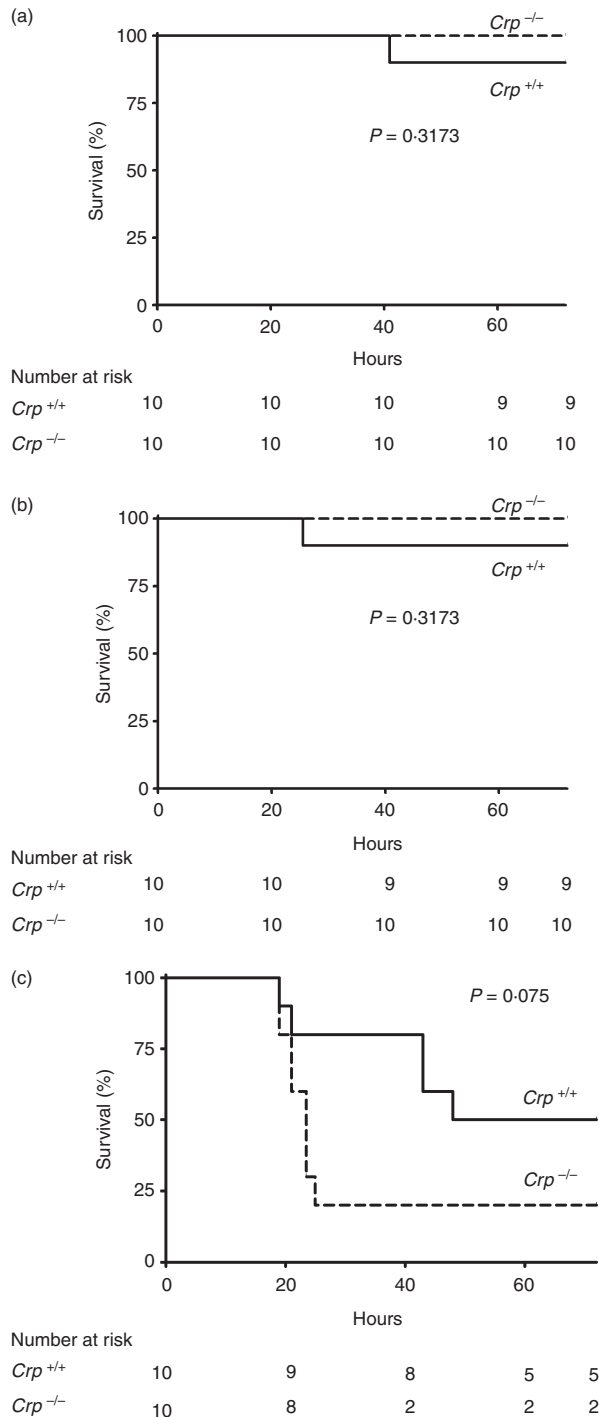 (a)
Crp –/–
100
Crp +/+
75
P = 0·3173
50
Survival (%)
25
0
0 20 40 60
Hours
Number at risk
Crp +/+ 10 10 10 9 9
Crp –/– 10 10 10 10 10
(b)
Crp –/–
100
Crp +/+
75
P = 0·3173
50
Survival (%)
25
0
0 20 40 60
Hours
Number at risk
Crp +/+ 10 10 9 9 9
Crp –/– 10 10 10 10 10
(c)
100
P = 0·075
75
Crp +/+
50
Survival (%)
Crp –/–
25
0
0 20 40 60
Hours
Number at risk
Crp +/+ 10 9 8 5 5
Crp –/– 10 8 2 2 2